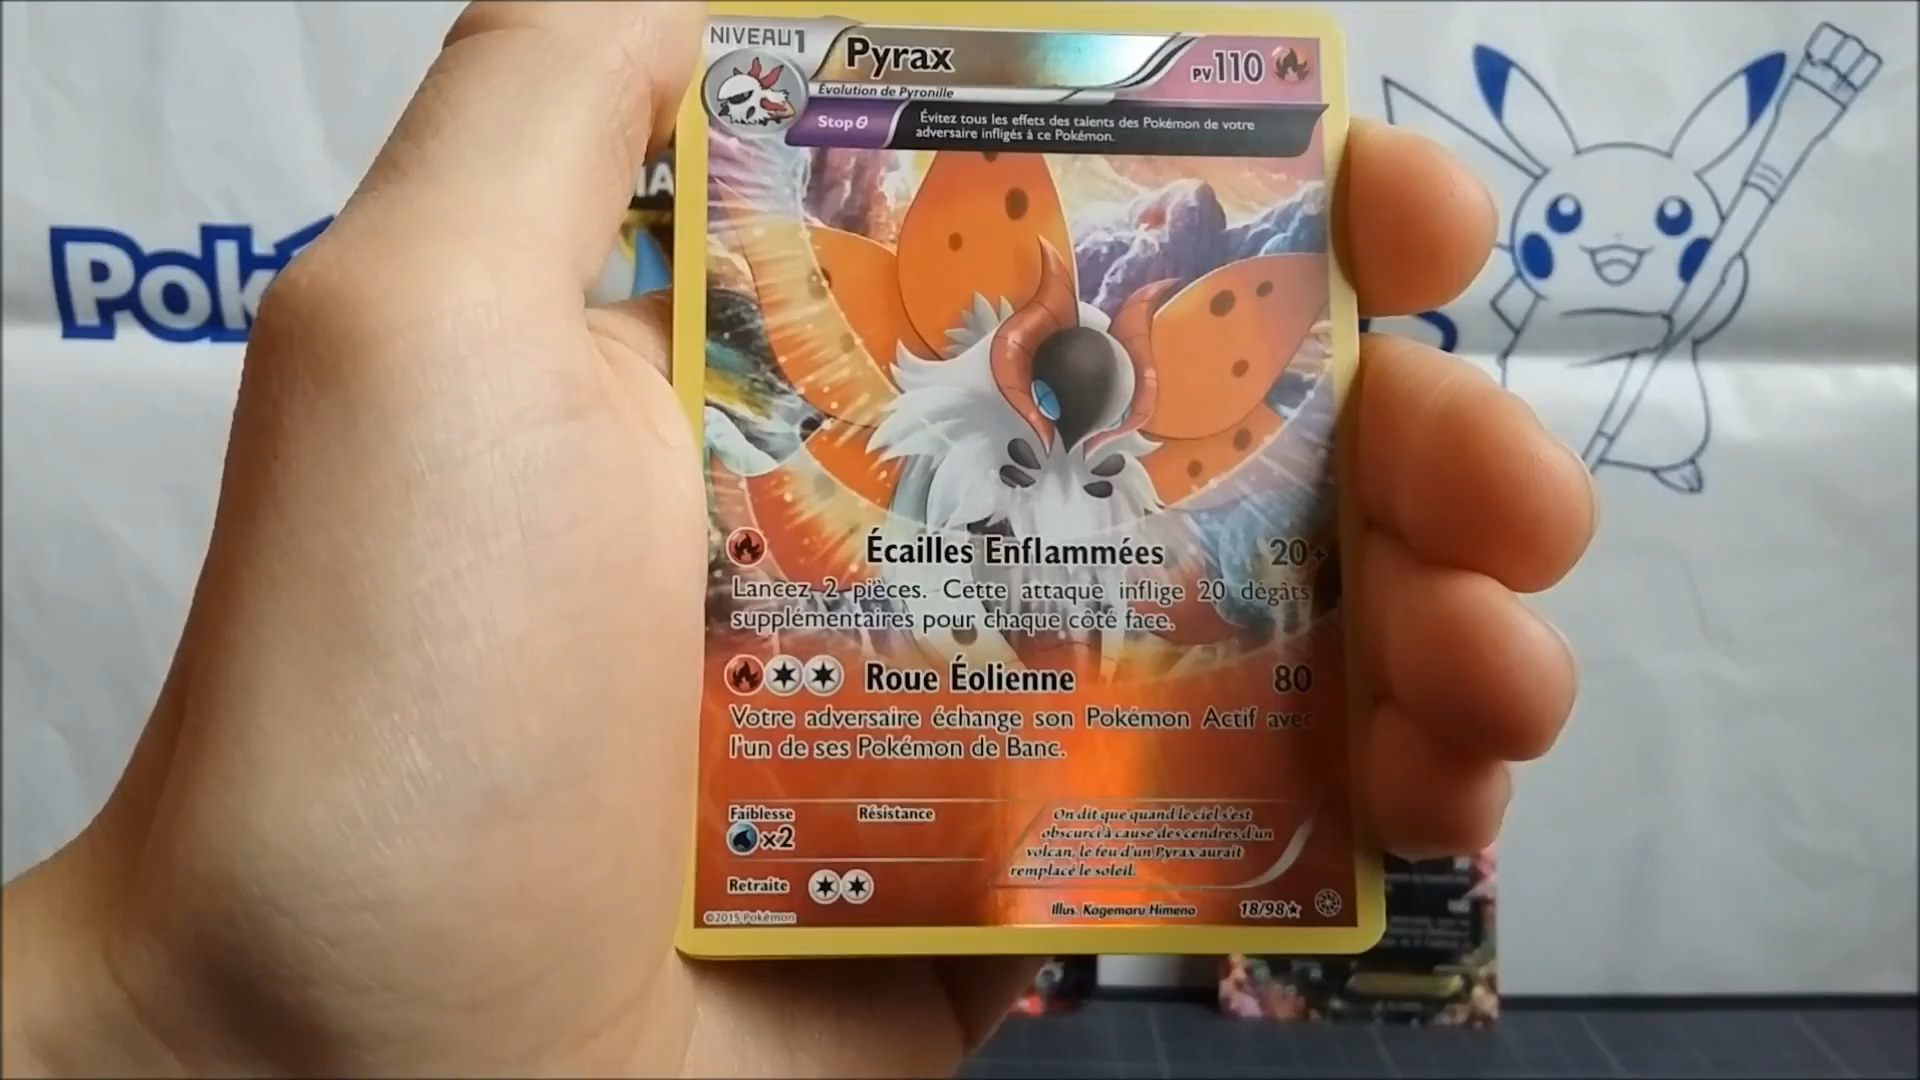 NIVEAU1
Pyrax
PV110
Évolution de Pyronille
Stop θ
Évitez tous les effets des talents des Pokémon de votre
adversaire infligés à ce Pokémon.
Pok
Écailles Enflammées 20+
Lancez 2 pièces. Cette attaque inflige 20 dégâts
supplémentaires pour chaque côté face.
Roue Éolienne 80
Votre adversaire échange son Pokémon Actif avec
l'un de ses Pokémon de Banc.
Faiblesse Résistance
x2
Retraite
On dit que quand le ciel s'est
obscurci à cause des cendres d'un
volcan, le feu d'un Pyrax aurait
remplacé le soleil.
©2015 Pokémon
Illus. Kagemaru Himeno
18/98★